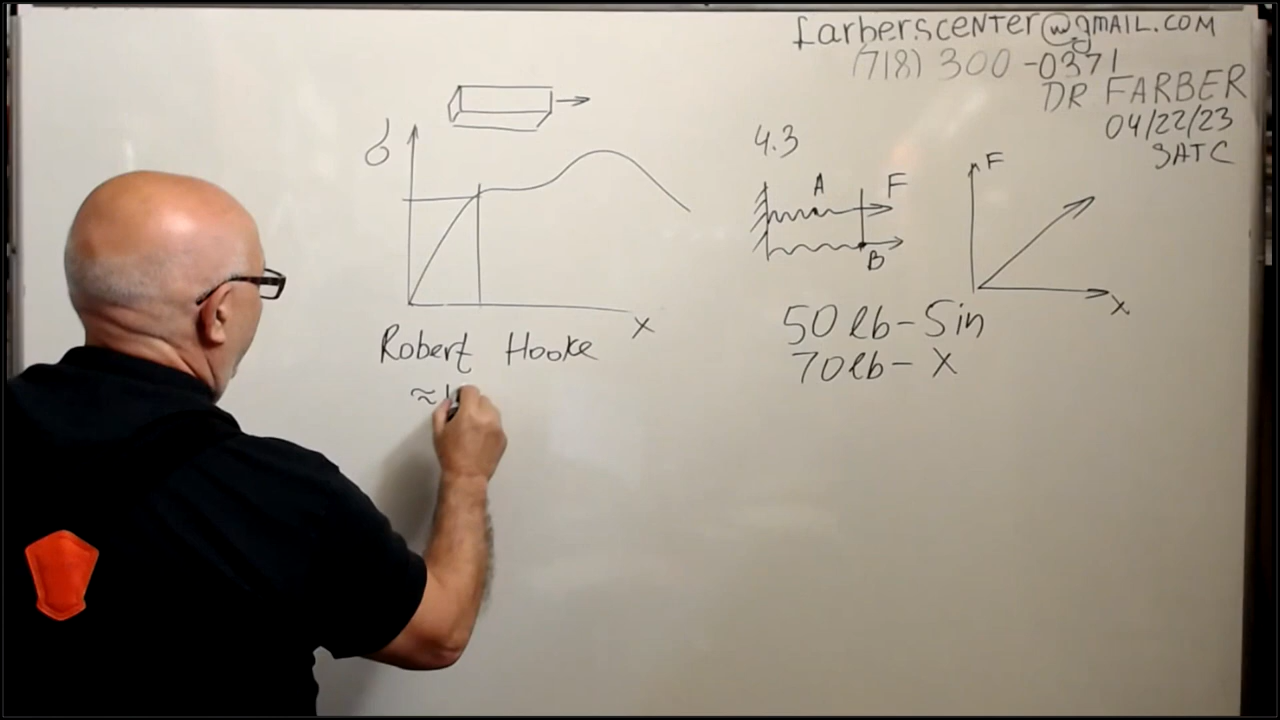 farberscenter@gmail.com
(718) 300-0371
DR FARBER
04/22/23
SATC
σ
x
Robert Hooke
≈1
4.3
A
F
B
F
x
50 lb - 5in
70 lb - X